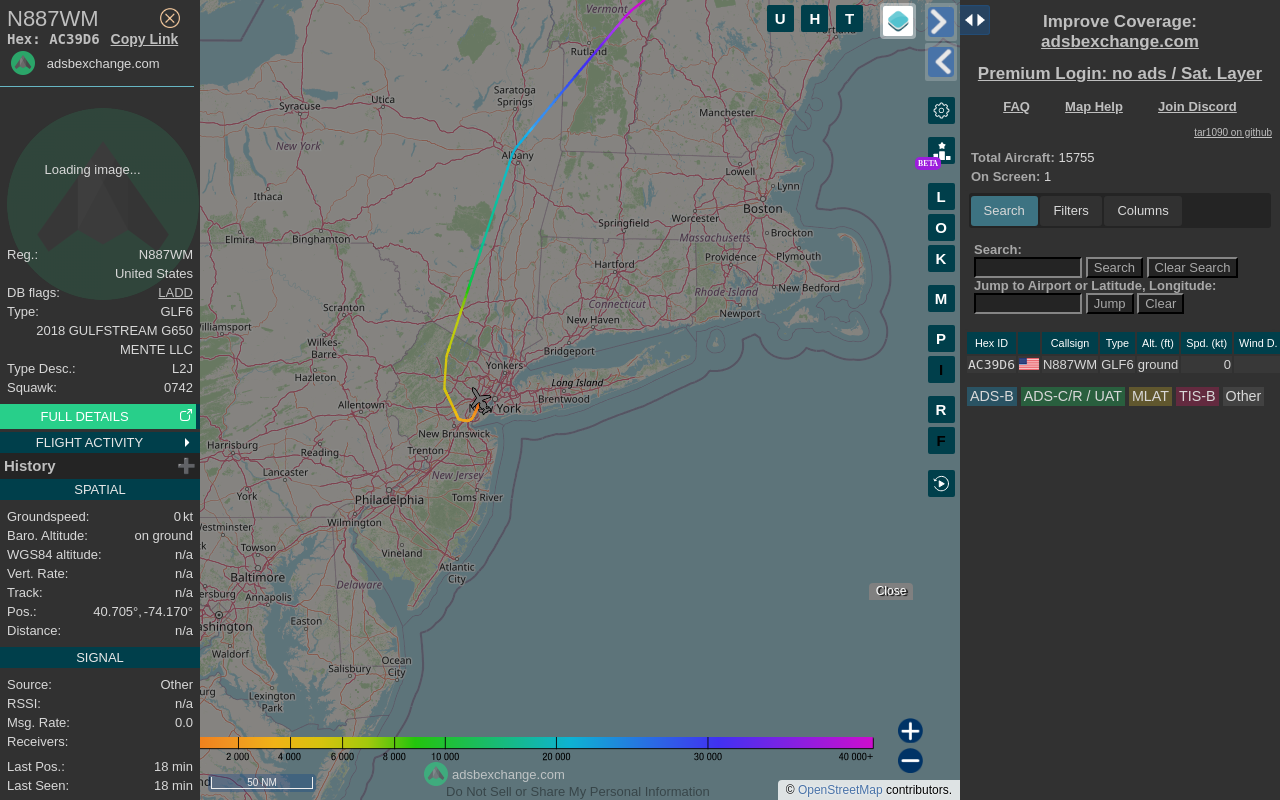 N887WM
Hex: AC39D6 Copy Link
adsbexchange.com
Loading image...
Reg.: N887WM
United States
DB flags: LADD
Type: GLF6
2018 GULFSTREAM G650
MENTE LLC
Type Desc.: L2J
Squawk: 0742
FULL DETAILS
FLIGHT ACTIVITY
History
SPATIAL
Groundspeed: 0 kt
Baro. Altitude: on ground
WGS84 altitude: n/a
Vert. Rate: n/a
Track: n/a
Pos.: 40.705°, -74.170°
Distance: n/a
SIGNAL
Source: Other
RSSI: n/a
Msg. Rate: 0.0
Receivers:
Last Pos.: 18 min
Last Seen: 18 min
Vermont
Rutland
Saratoga
Springs
Utica
Syracuse
New York
Albany
Manchester
Lowell
Lynn
Boston
Ithaca
Elmira
Binghamton
Springfield
Worcester
Massachusetts
Brockton
Plymouth
Providence
Hartford
New Bedford
Rhode Island
Connecticut
Newport
Scranton
New Haven
illiamsport
Wilkes-
Barre
Bridgeport
Yonkers
Hazleton
Long Island
Brentwood
Allentown
York
New Brunswick
Harrisburg
Reading
Trenton
Lancaster
New Jersey
York
Philadelphia
Toms River
Wilmington
estminster
Towson
Vineland
Atlantic
City
Baltimore
Delaware
Annapolis
ersburg
ashington
Easton
Waldorf
Salisbury
Ocean
City
Lexington
Park
U H T
L
O
K
M
P
I
R
F
BETA
Close
2 000 4 000 6 000 8 000 10 000 20 000 30 000 40 000+
50 NM
adsbexchange.com
Do Not Sell or Share My Personal Information
© OpenStreetMap contributors.
Improve Coverage:
adsbexchange.com
Premium Login: no ads / Sat. Layer
FAQ Map Help Join Discord
tar1090 on github
Total Aircraft: 15755
On Screen: 1
Search Filters Columns
Search:
Search Clear Search
Jump to Airport or Latitude, Longitude:
Jump Clear
Hex ID Callsign Type Alt. (ft) Spd. (kt) Wind D.
AC39D6 N887WM GLF6 ground 0
ADS-B ADS-C/R / UAT MLAT TIS-B Other